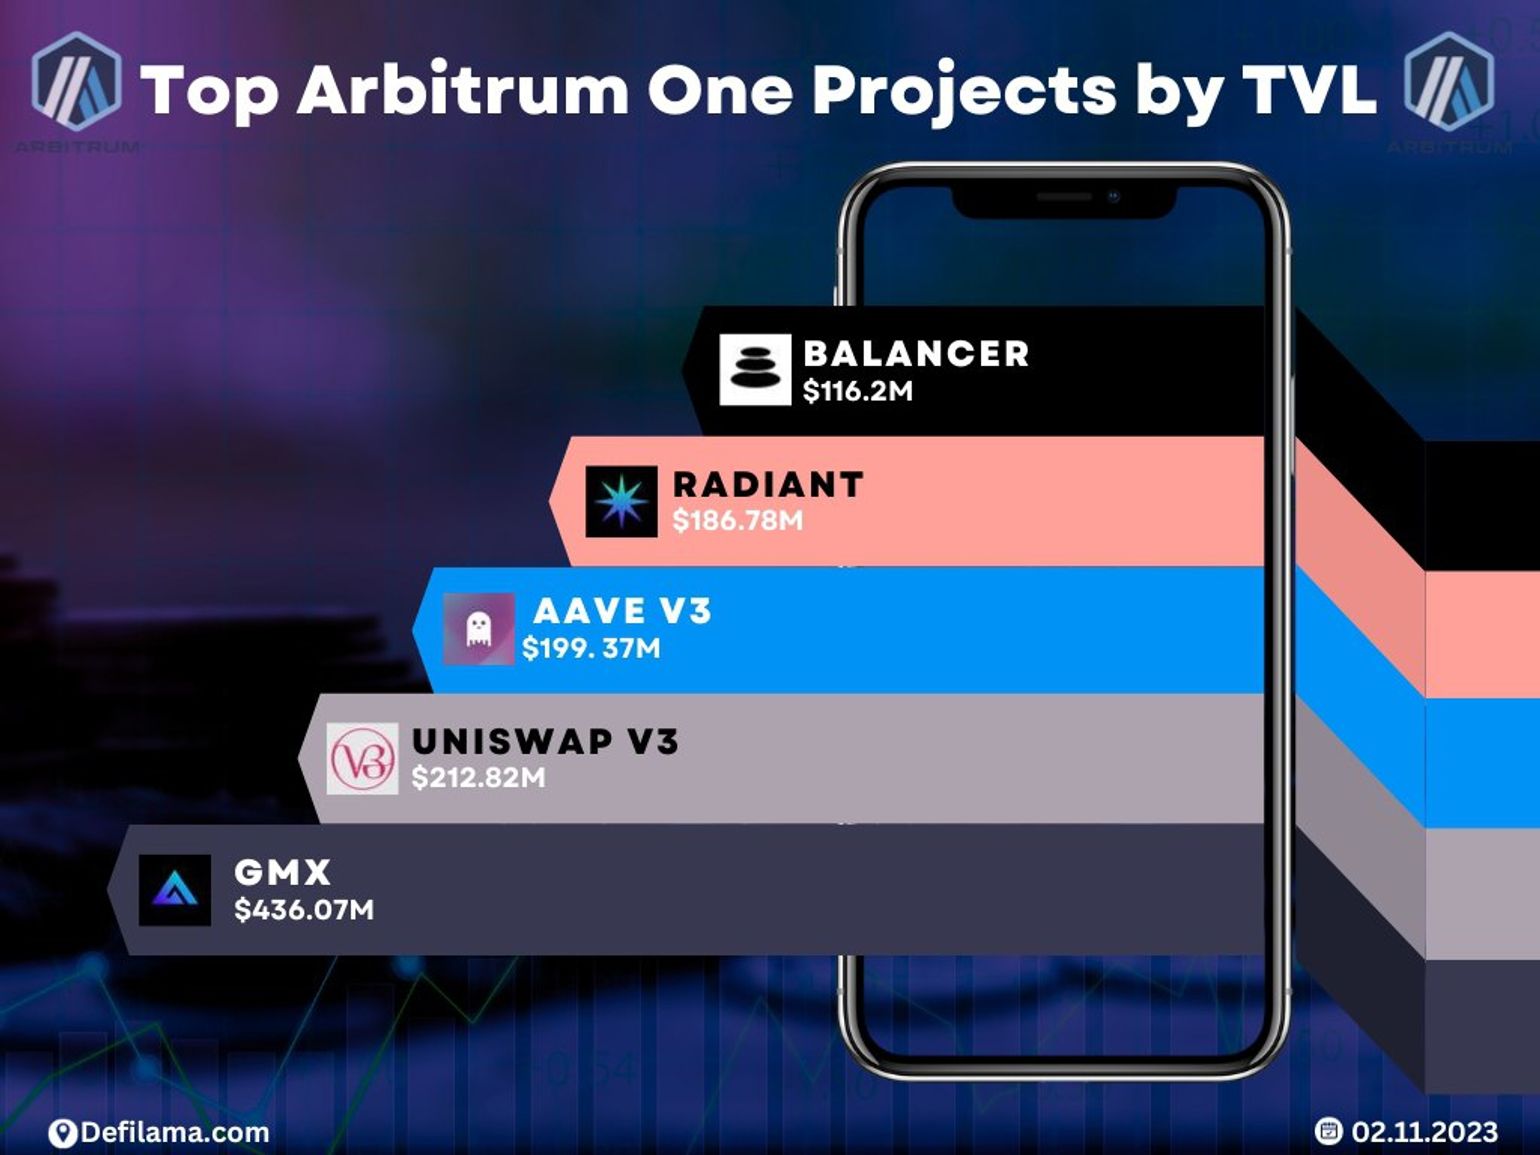 Top Arbitrum One Projects by TVL
ARBITRUM
ARBITRUM
BALANCER
$116.2M
RADIANT
$186.78M
AAVE V3
$199. 37M
V3
UNISWAP V3
$212.82M
GMX
$436.07M
Defilama.com
02.11.2023